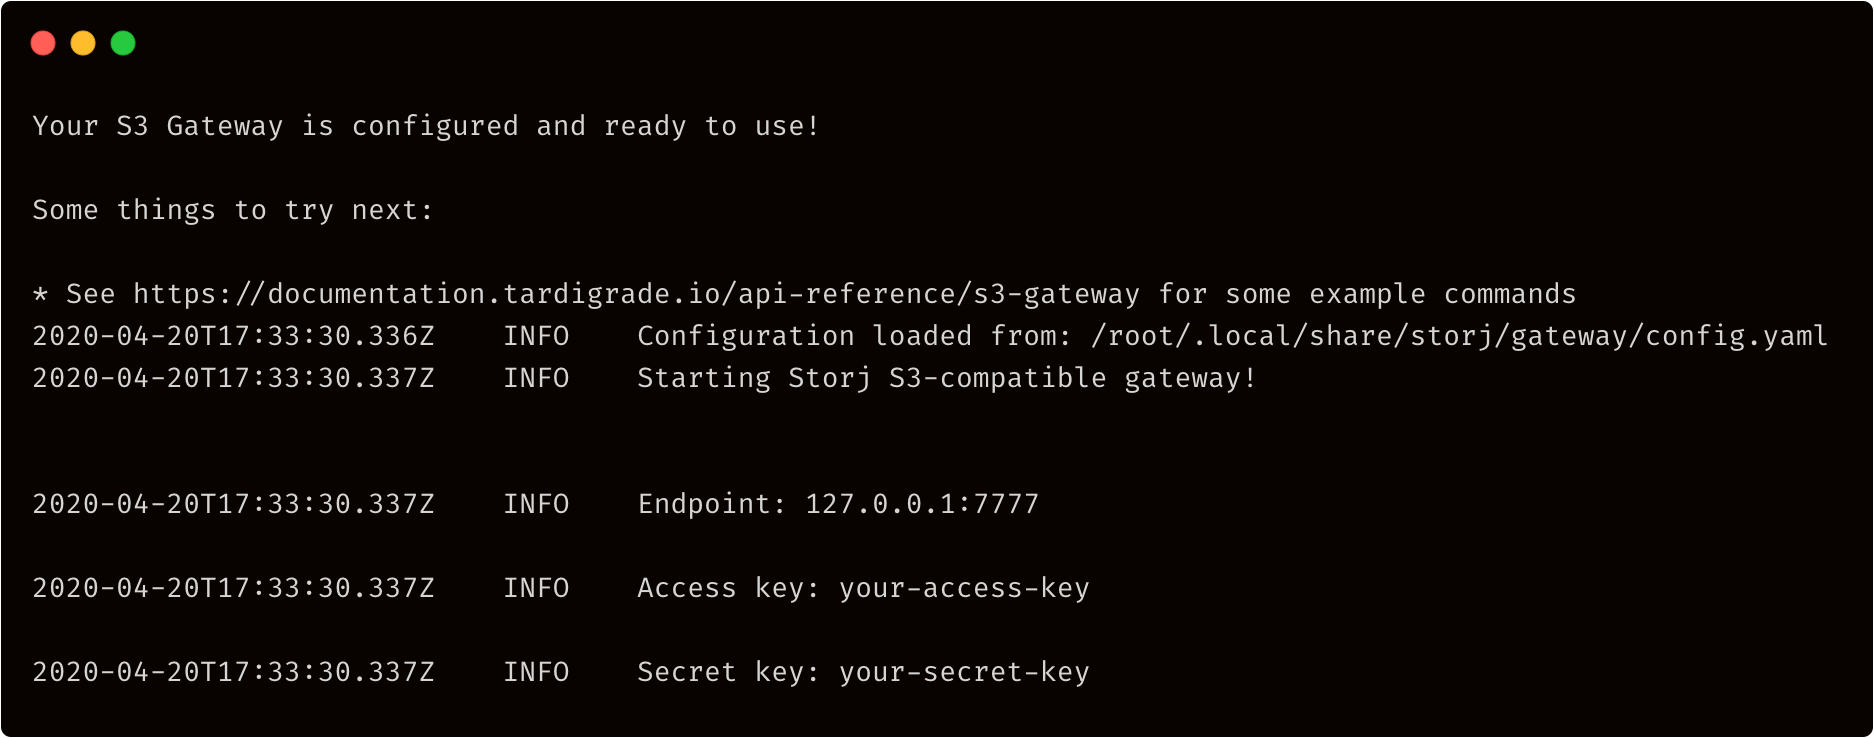 Your S3 Gateway is configured and ready to use!
Some things to try next:
* See https://documentation.tardigrade.io/api-reference/s3-gateway for some example commands
2020-04-20T17:33:30.336Z    INFO    Configuration loaded from: /root/.local/share/storj/gateway/config.yaml
2020-04-20T17:33:30.337Z    INFO    Starting Storj S3-compatible gateway!
2020-04-20T17:33:30.337Z    INFO    Endpoint: 127.0.0.1:7777
2020-04-20T17:33:30.337Z    INFO    Access key: your-access-key
2020-04-20T17:33:30.337Z    INFO    Secret key: your-secret-key